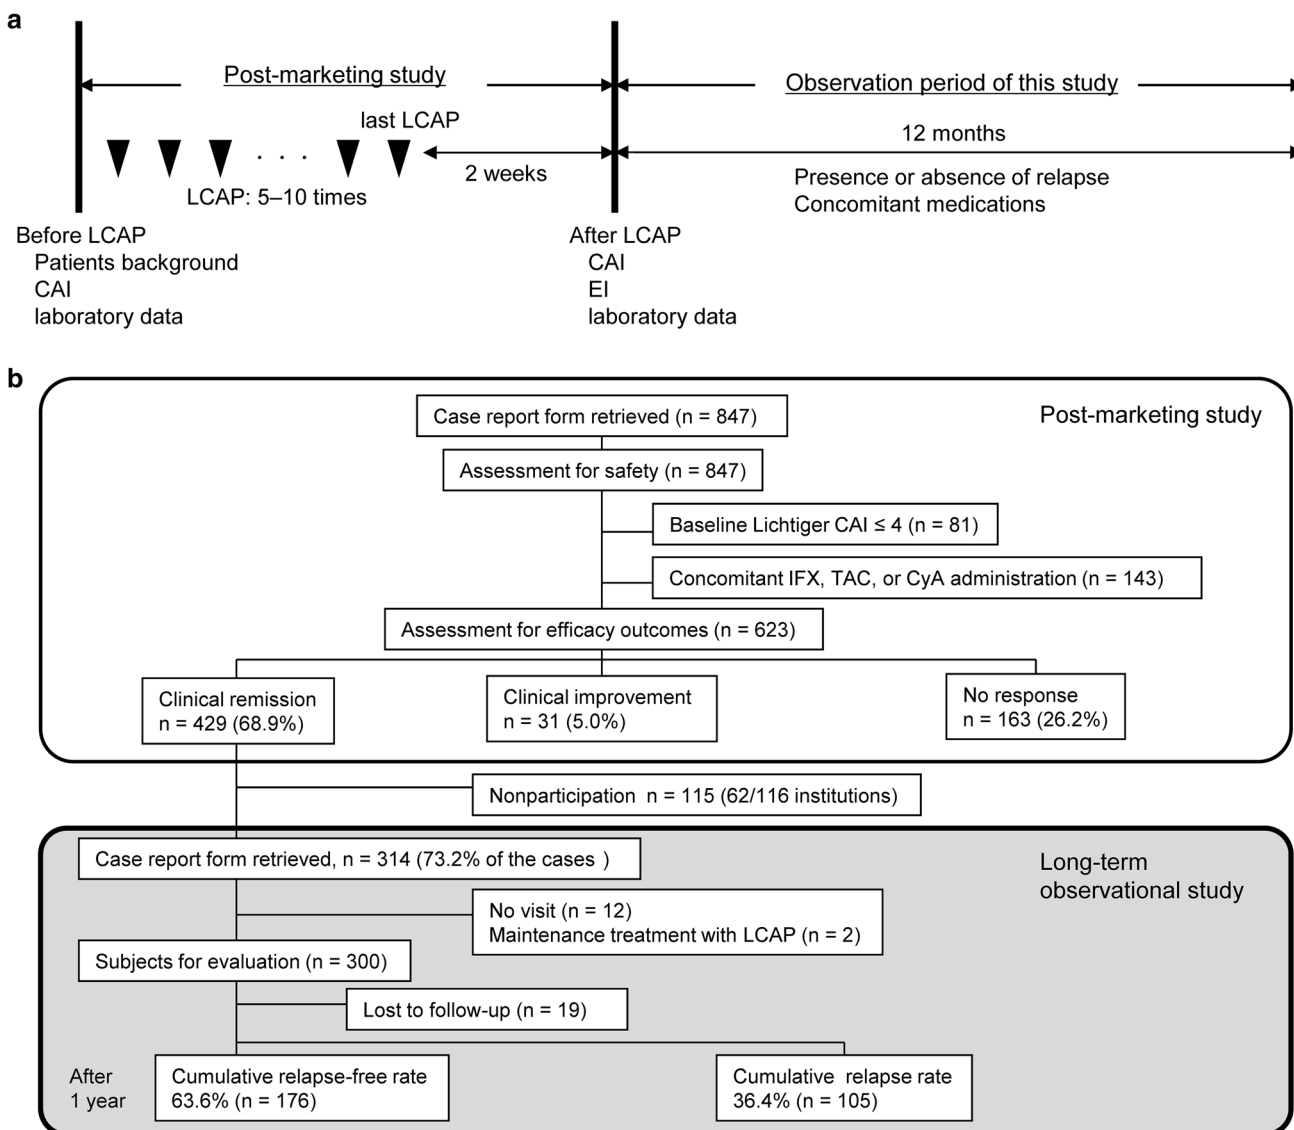 a
Post-marketing study
Observation period of this study
last LCAP
12 months
. . .
2 weeks
LCAP: 5–10 times
Presence or absence of relapse
Concomitant medications
Before LCAP
Patients background
CAI
laboratory data
After LCAP
CAI
EI
laboratory data
b
Post-marketing study
Case report form retrieved (n = 847)
Assessment for safety (n = 847)
Baseline Lichtiger CAI ≤ 4 (n = 81)
Concomitant IFX, TAC, or CyA administration (n = 143)
Assessment for efficacy outcomes (n = 623)
Clinical remission
n = 429 (68.9%)
Clinical improvement
n = 31 (5.0%)
No response
n = 163 (26.2%)
Nonparticipation n = 115 (62/116 institutions)
Long-term
observational study
Case report form retrieved, n = 314 (73.2% of the cases )
No visit (n = 12)
Maintenance treatment with LCAP (n = 2)
Subjects for evaluation (n = 300)
Lost to follow-up (n = 19)
After
1 year
Cumulative relapse-free rate
63.6% (n = 176)
Cumulative relapse rate
36.4% (n = 105)